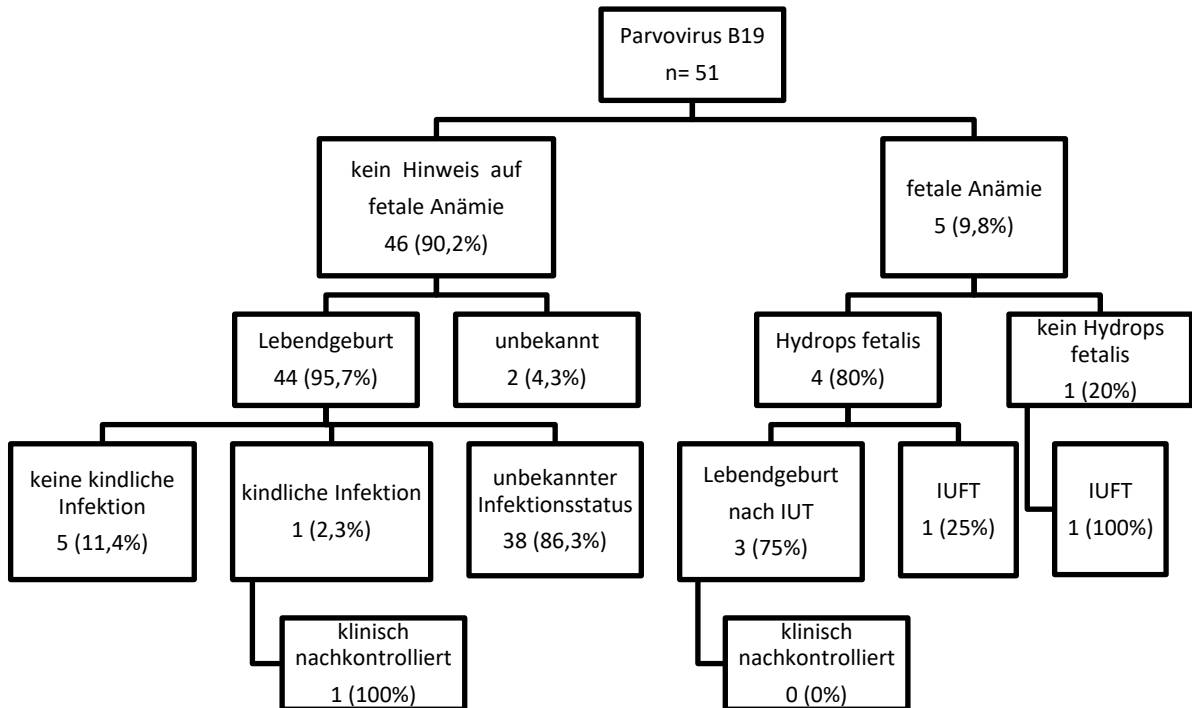 Parvovirus B19
n= 51
kein Hinweis auf
fetale Anämie
46 (90,2%)
fetale Anämie
5 (9,8%)
Lebendgeburt
44 (95,7%)
unbekannt
2 (4,3%)
Hydrops fetalis
4 (80%)
kein Hydrops
fetalis
1 (20%)
keine kindliche
Infektion
5 (11,4%)
kindliche Infektion
1 (2,3%)
unbekannter
Infektionsstatus
38 (86,3%)
Lebendgeburt
nach IUT
3 (75%)
IUFT
1 (25%)
IUFT
1 (100%)
klinisch
nachkontrolliert
1 (100%)
klinisch
nachkontrolliert
0 (0%)